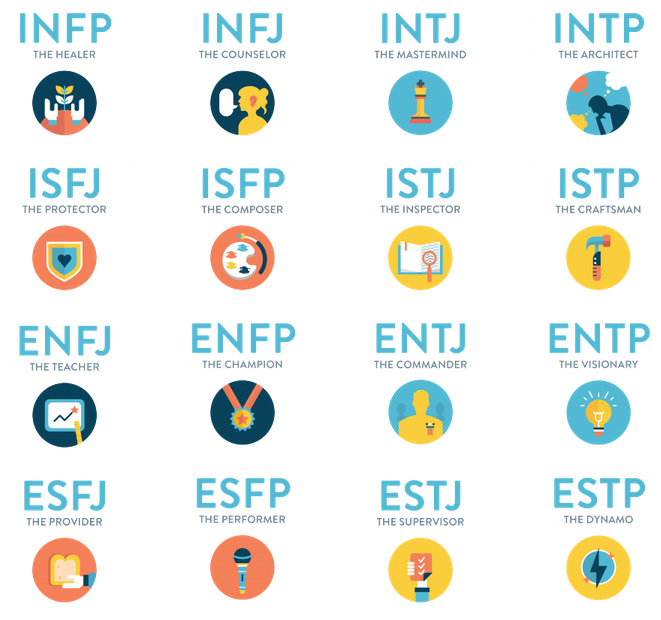 INFP
THE HEALER
INFJ
THE COUNSELOR
INTJ
THE MASTERMIND
INTP
THE ARCHITECT
ISFJ
THE PROTECTOR
ISFP
THE COMPOSER
ISTJ
THE INSPECTOR
ISTP
THE CRAFTSMAN
ENFJ
THE TEACHER
ENFP
THE CHAMPION
ENTJ
THE COMMANDER
ENTP
THE VISIONARY
ESFJ
THE PROVIDER
ESFP
THE PERFORMER
ESTJ
THE SUPERVISOR
ESTP
THE DYNAMO